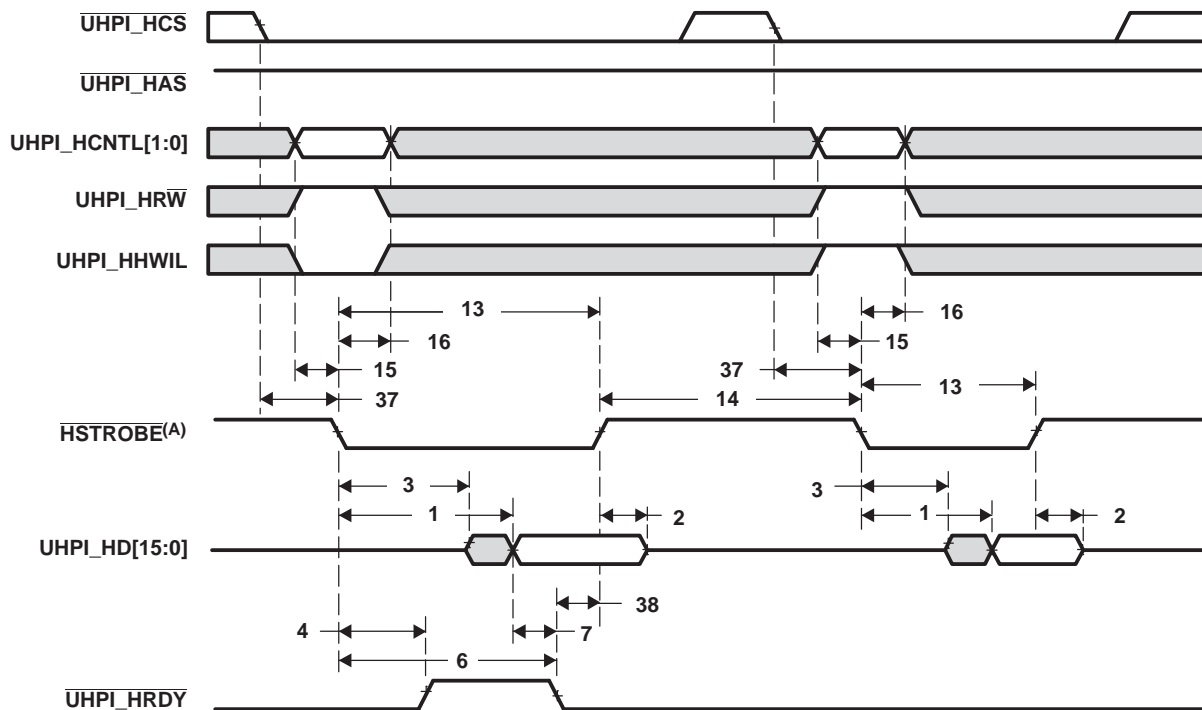 UHPI_HCS
UHPI_HAS
UHPI_HCNTL[1:0]
UHPI_HRW
UHPI_HHWIL
13
16
16
15
15
37
37
13
14
HSTROBE(A)
3
3
1
2
1
2
UHPI_HD[15:0]
38
4
7
6
UHPI_HRDY